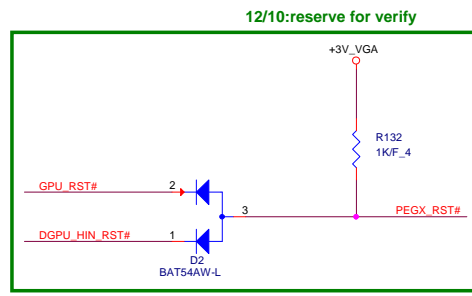 12/10:reserve for verify
+3V_VGA
R132
1K/F_4
GPU_RST#
2
3
PEGX_RST#
DGPU_HIN_RST#
1
D2
BAT54AW-L